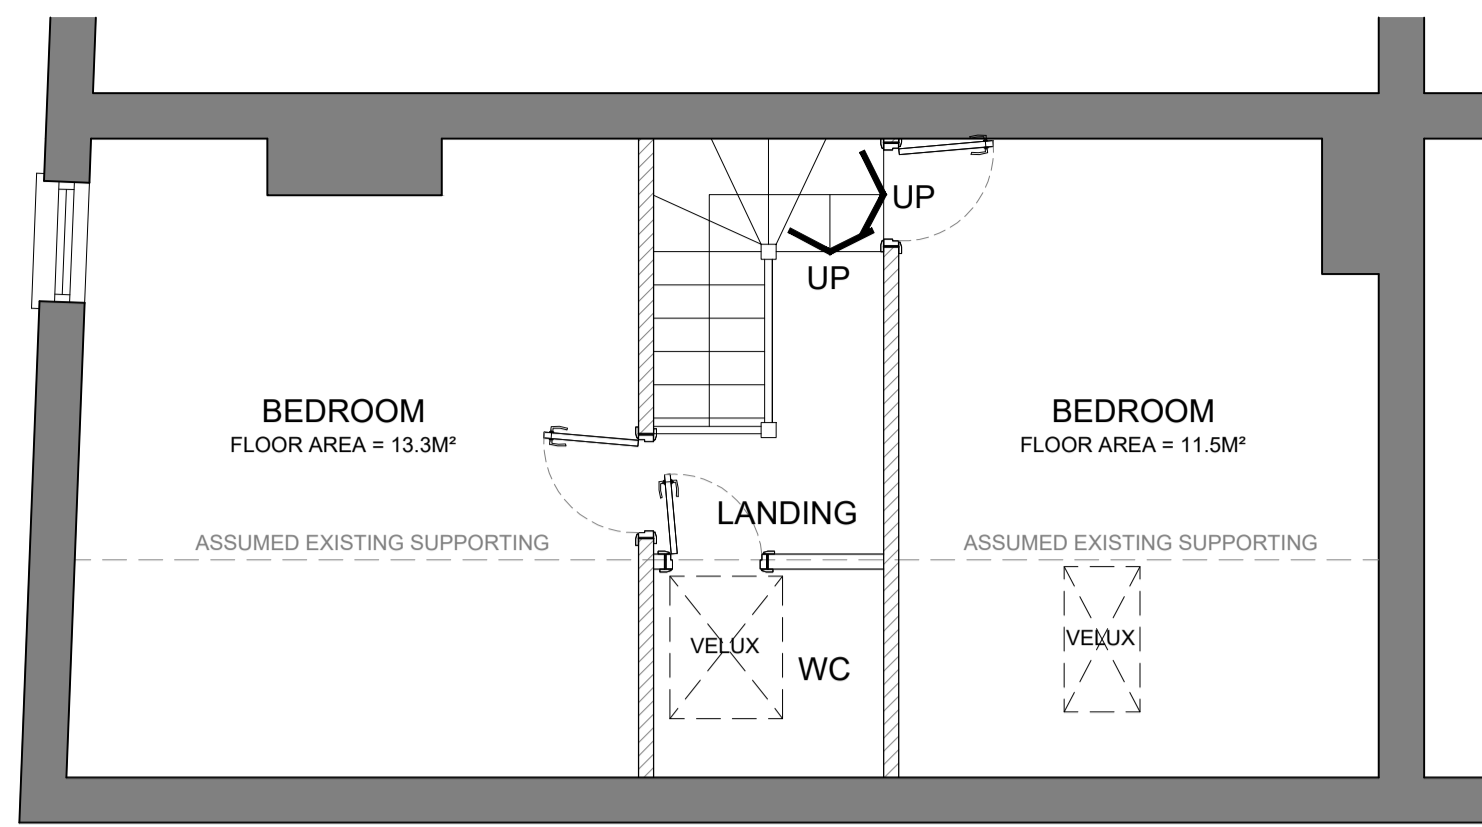 UP
UP
BEDROOM
FLOOR AREA = 13.3M²
BEDROOM
FLOOR AREA = 11.5M²
LANDING
ASSUMED EXISTING SUPPORTING
ASSUMED EXISTING SUPPORTING
VELUX
WC
VELUX